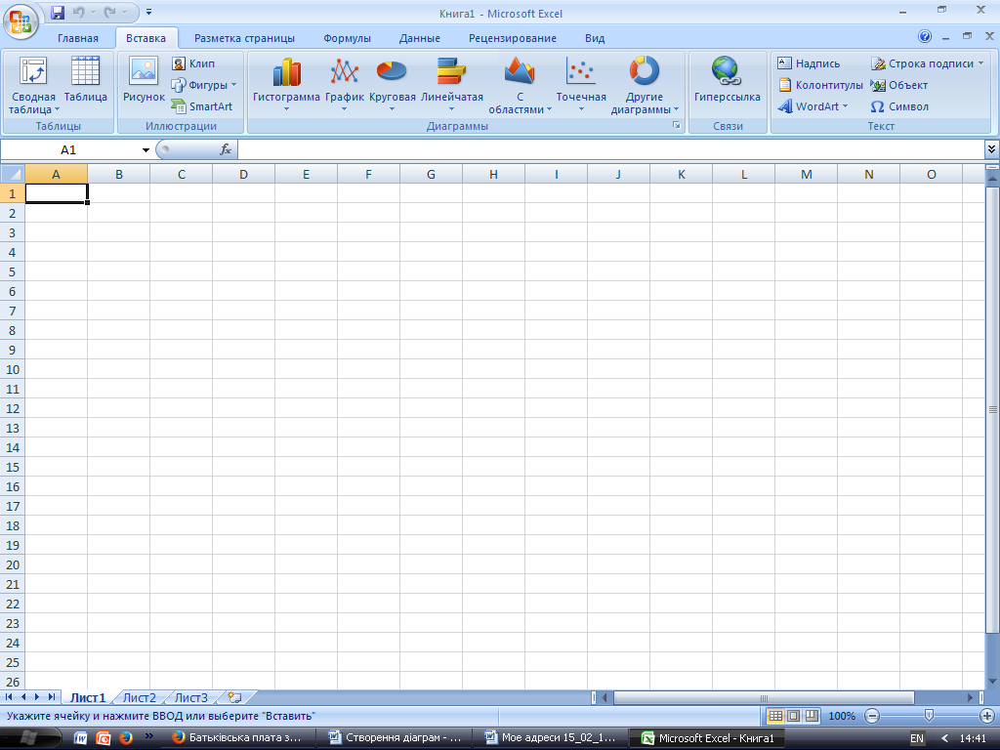 Книга1 - Microsoft Excel
Главная Вставка Разметка страницы Формулы Данные Рецензирование Вид
Сводная таблица Таблица Рисунок Клип Фигуры SmartArt Гистограмма График Круговая Линейчатая С областями Точечная Другие диаграммы Гиперссылка Надпись Колонтитулы WordArt Строка подписи Объект Символ
Таблицы Иллюстрации Диаграммы Связи Текст
A1 fx
A B C D E F G H I J K L M N O
1
2
3
4
5
6
7
8
9
10
11
12
13
14
15
16
17
18
19
20
21
22
23
24
25
26
Лист1 Лист2 Лист3
Укажите ячейку и нажмите ВВОД или выберите "Вставить" 100%
Батьківська плата з... Створення діаграм - ... Мое адреси 15_02_1... Microsoft Excel - Книга1 EN 14:41